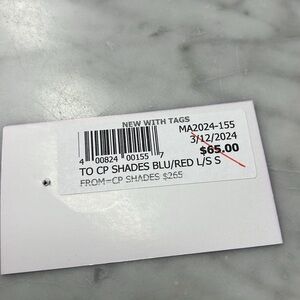 NEW WITH TAGS
MA2024-155
3/12/2024
4 00824 00155 7
$65.00
TO CP SHADES BLU/RED L/S S
FROM=CP SHADES $265